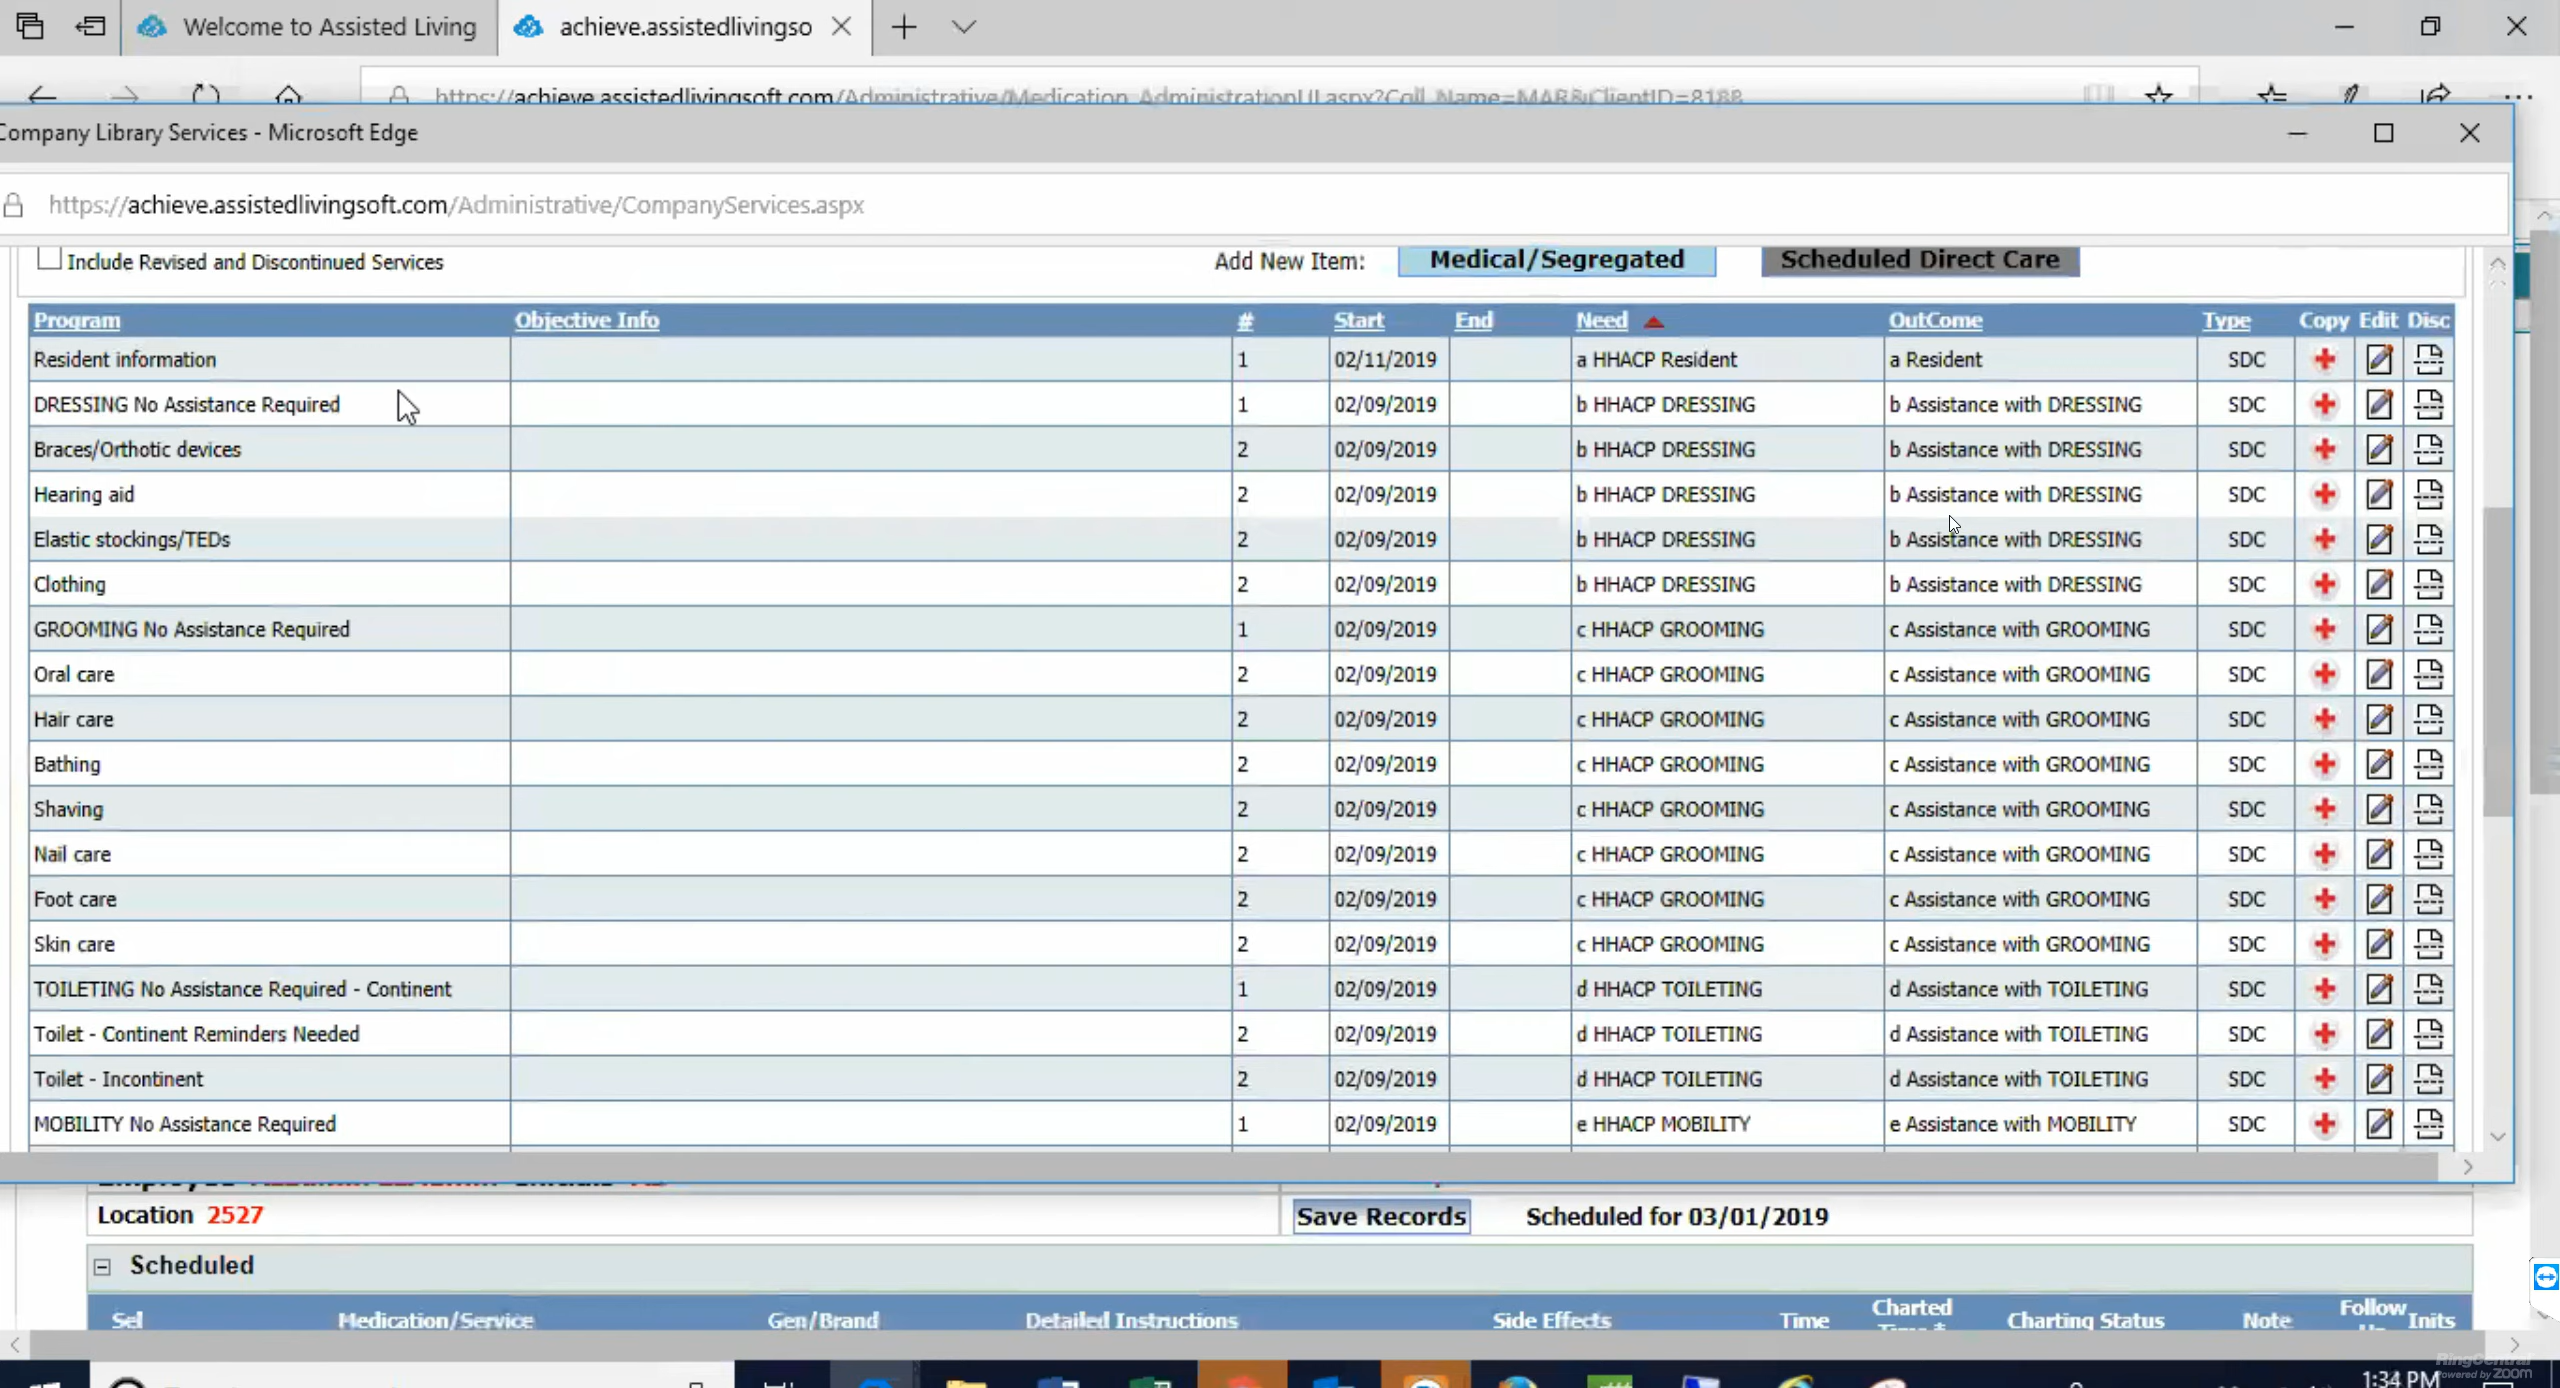 Welcome to Assisted Living
achieve.assistedlivingso
https://achieve.assistedlivingsoft.com/Administrative/Medication_AdministrationUI.aspx?Coll_Name=MAR&ClientID=8188
Company Library Services - Microsoft Edge
https://achieve.assistedlivingsoft.com/Administrative/CompanyServices.aspx
Include Revised and Discontinued Services Add New Item: Medical/Segregated Scheduled Direct Care
Program Objective Info # Start End Need OutCome Type Copy Edit Disc
Resident information 1 02/11/2019 a HHACP Resident a Resident SDC
DRESSING No Assistance Required 1 02/09/2019 b HHACP DRESSING b Assistance with DRESSING SDC
Braces/Orthotic devices 2 02/09/2019 b HHACP DRESSING b Assistance with DRESSING SDC
Hearing aid 2 02/09/2019 b HHACP DRESSING b Assistance with DRESSING SDC
Elastic stockings/TEDs 2 02/09/2019 b HHACP DRESSING b Assistance with DRESSING SDC
Clothing 2 02/09/2019 b HHACP DRESSING b Assistance with DRESSING SDC
GROOMING No Assistance Required 1 02/09/2019 c HHACP GROOMING c Assistance with GROOMING SDC
Oral care 2 02/09/2019 c HHACP GROOMING c Assistance with GROOMING SDC
Hair care 2 02/09/2019 c HHACP GROOMING c Assistance with GROOMING SDC
Bathing 2 02/09/2019 c HHACP GROOMING c Assistance with GROOMING SDC
Shaving 2 02/09/2019 c HHACP GROOMING c Assistance with GROOMING SDC
Nail care 2 02/09/2019 c HHACP GROOMING c Assistance with GROOMING SDC
Foot care 2 02/09/2019 c HHACP GROOMING c Assistance with GROOMING SDC
Skin care 2 02/09/2019 c HHACP GROOMING c Assistance with GROOMING SDC
TOILETING No Assistance Required - Continent 1 02/09/2019 d HHACP TOILETING d Assistance with TOILETING SDC
Toilet - Continent Reminders Needed 2 02/09/2019 d HHACP TOILETING d Assistance with TOILETING SDC
Toilet - Incontinent 2 02/09/2019 d HHACP TOILETING d Assistance with TOILETING SDC
MOBILITY No Assistance Required 1 02/09/2019 e HHACP MOBILITY e Assistance with MOBILITY SDC
Location 2527 Save Records Scheduled for 03/01/2019
Scheduled
Sel Medication/Service Gen/Brand Detailed Instructions Side Effects Time Charted Charting Status Note Follow Inits
RingCentral
Powered by zoom
1:34 PM